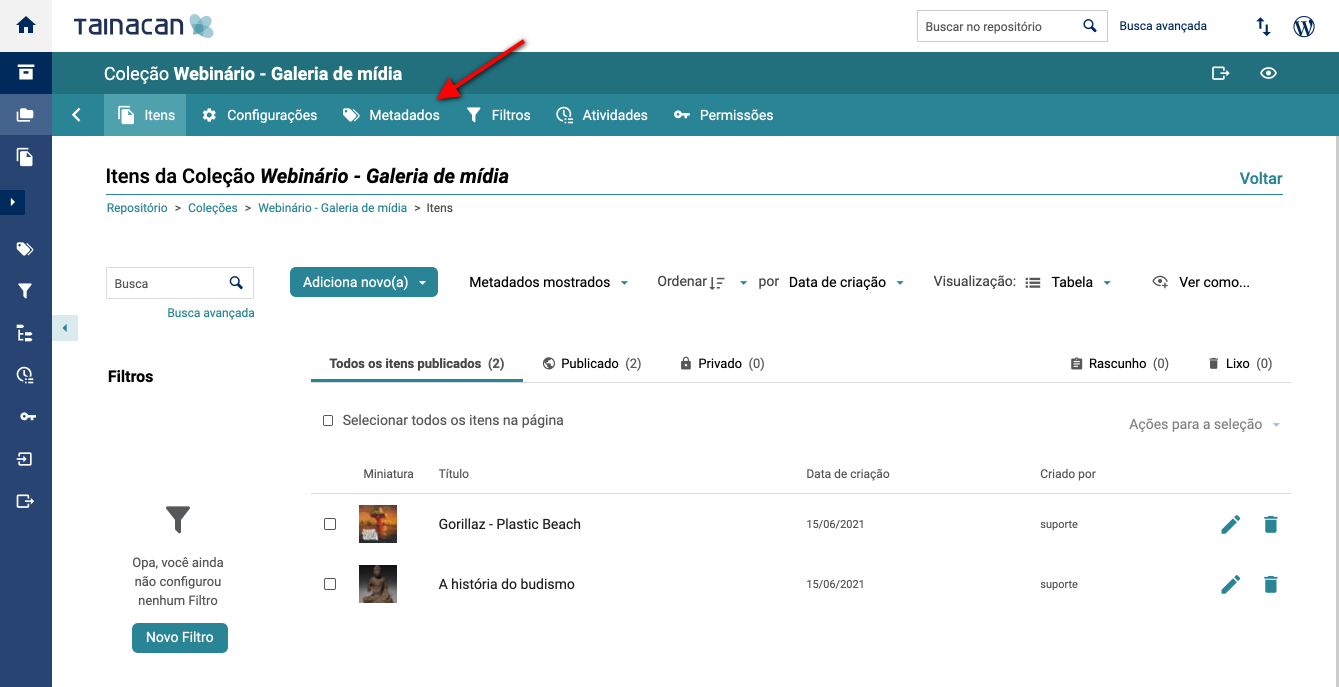 TAINACAN
Buscar no repositório
Busca avançada
Coleção Webinário - Galeria de mídia
Itens
Configurações
Metadados
Filtros
Atividades
Permissões
Itens da Coleção Webinário - Galeria de mídia
Voltar
Repositório > Coleções > Webinário - Galeria de mídia > Itens
Busca
Adiciona novo(a)
Metadados mostrados
Ordenar
por
Data de criação
Visualização:
Tabela
Ver como...
Busca avançada
Filtros
Todos os itens publicados (2)
Publicado (2)
Privado (0)
Rascunho (0)
Lixo (0)
Selecionar todos os itens na página
Ações para a seleção
Miniatura
Título
Data de criação
Criado por
Gorillaz - Plastic Beach
15/06/2021
suporte
A história do budismo
15/06/2021
suporte
Opa, você ainda
não configurou
nenhum Filtro
Novo Filtro